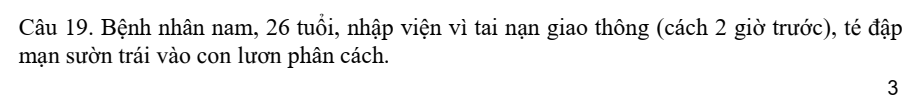 Câu 19. Bệnh nhân nam, 26 tuổi, nhập viện vì tai nạn giao thông (cách 2 giờ trước), té đập
mạn sườn trái vào con lươn phân cách.
3